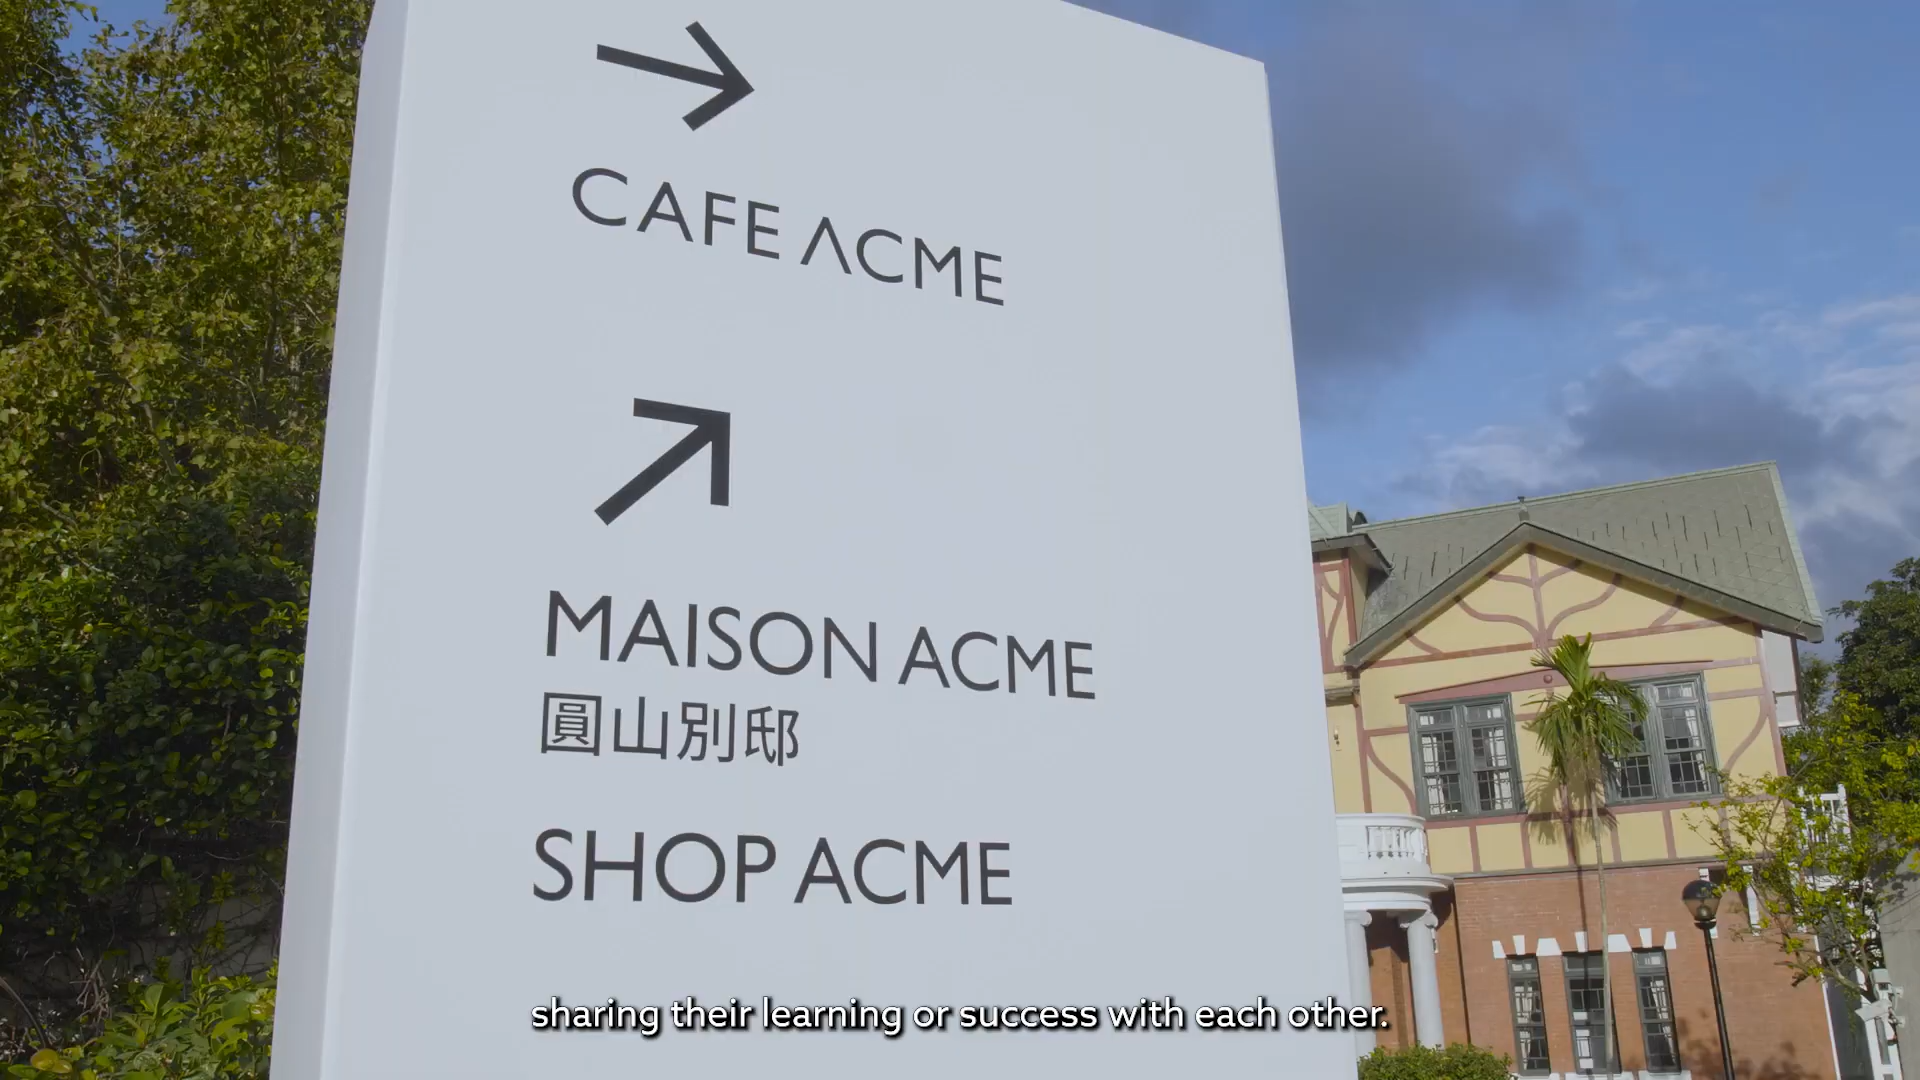 CAFE ACME
MAISON ACME
圓山別邸
SHOP ACME
sharing their learning or success with each other.